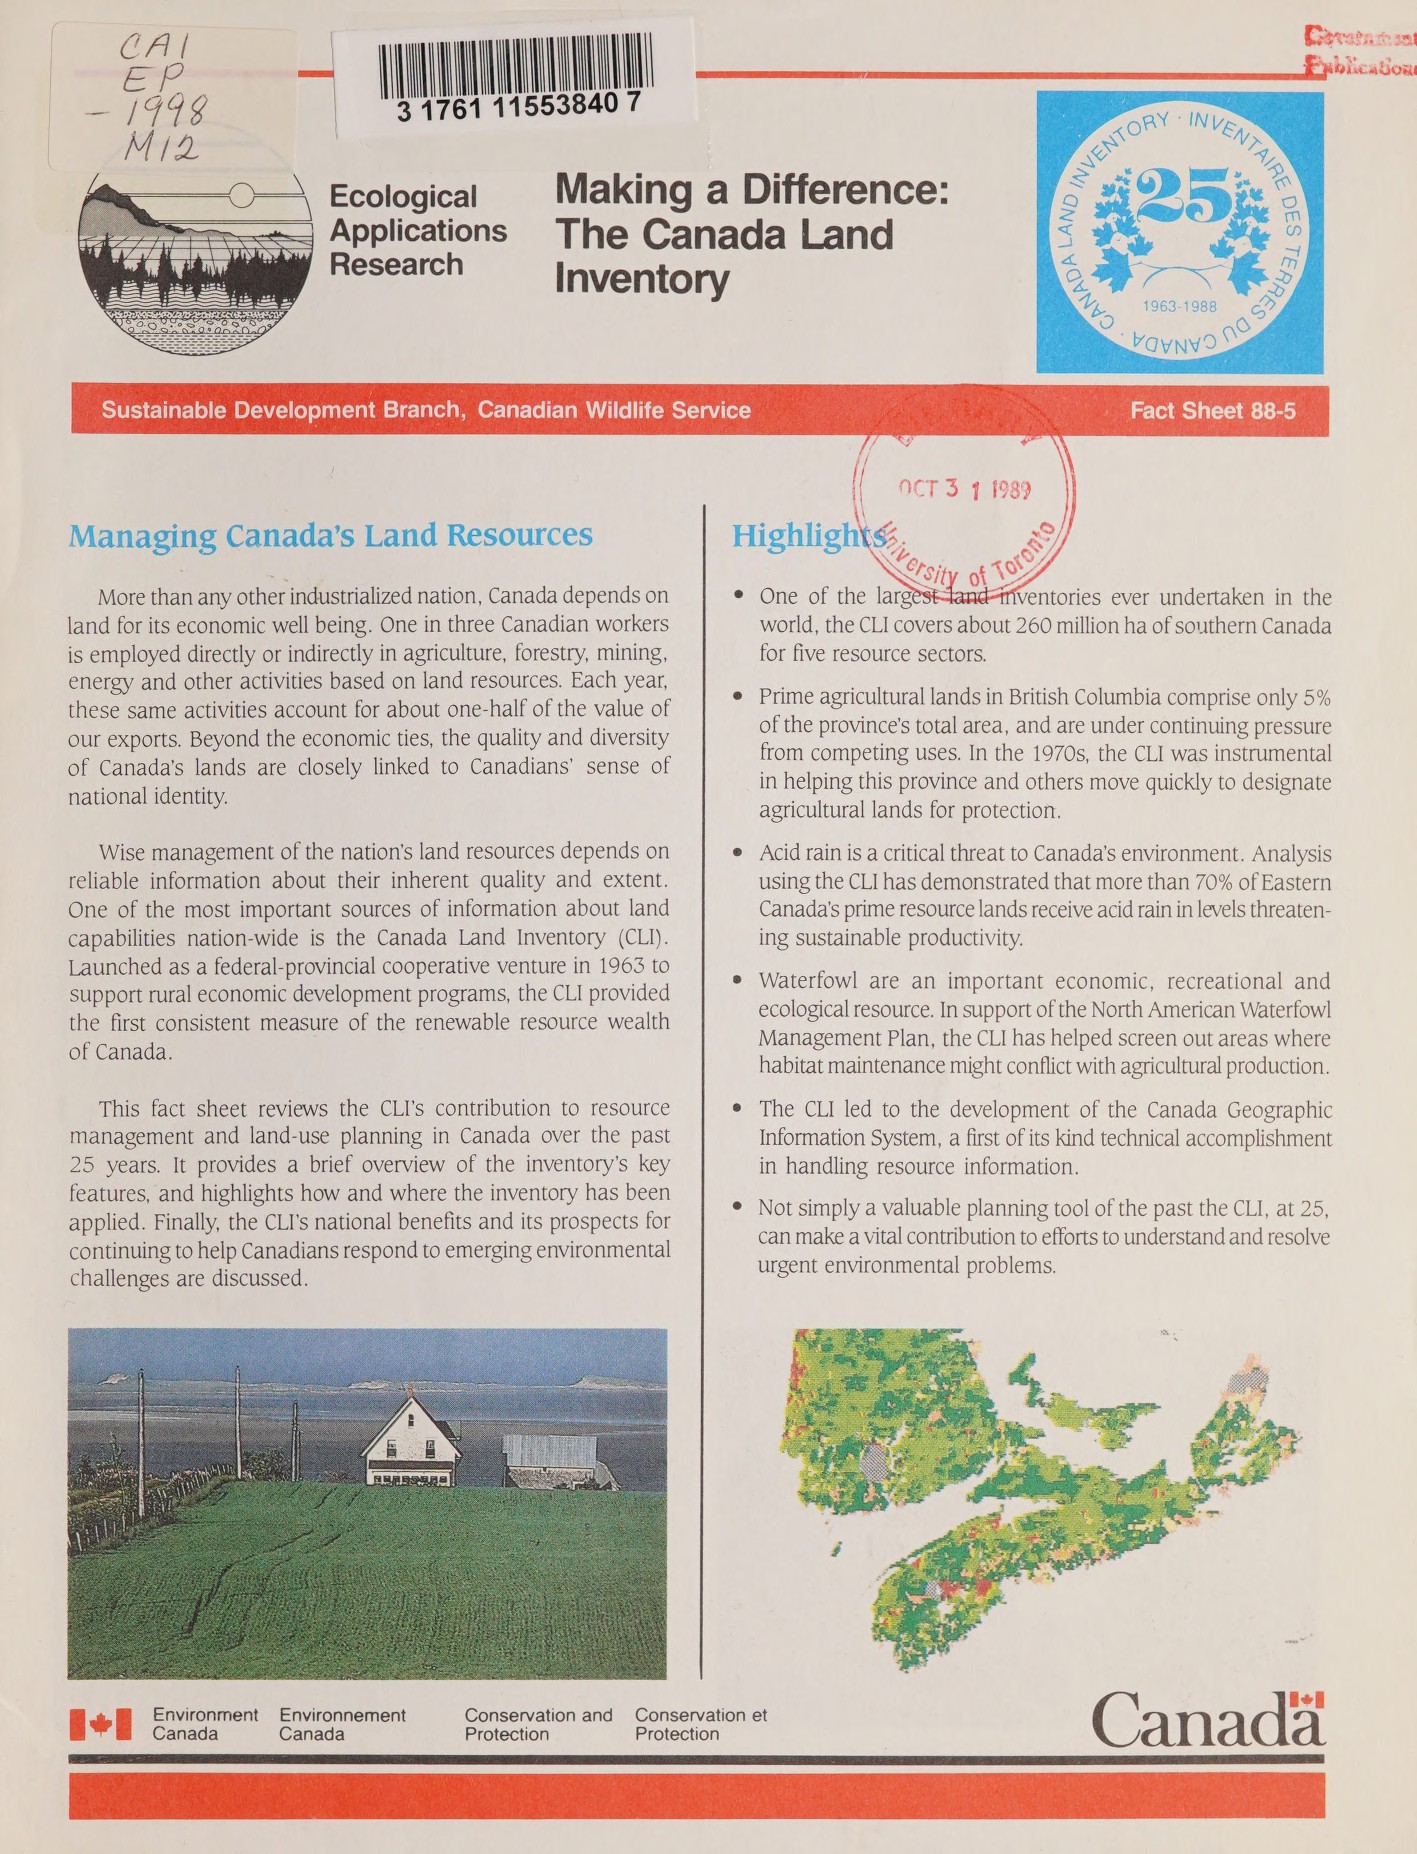 CAI
EP
- 1998
M12
3 1761 11553840 7
Government
Publications
Ecological
Applications
Research
Making a Difference:
The Canada Land
Inventory
CANADA LAND INVENTORY · INVENTAIRE DES TERRES DU CANADA ·
25
1963-1988
Sustainable Development Branch, Canadian Wildlife Service
Fact Sheet 88-5
LIBRARY
OCT 31 1989
University of Toronto
Managing Canada's Land Resources
More than any other industrialized nation, Canada depends on
land for its economic well being. One in three Canadian workers
is employed directly or indirectly in agriculture, forestry, mining,
energy and other activities based on land resources. Each year,
these same activities account for about one-half of the value of
our exports. Beyond the economic ties, the quality and diversity
of Canada's lands are closely linked to Canadians' sense of
national identity.
Wise management of the nation's land resources depends on
reliable information about their inherent quality and extent.
One of the most important sources of information about land
capabilities nation-wide is the Canada Land Inventory (CLI).
Launched as a federal-provincial cooperative venture in 1963 to
support rural economic development programs, the CLI provided
the first consistent measure of the renewable resource wealth
of Canada.
This fact sheet reviews the CLI's contribution to resource
management and land-use planning in Canada over the past
25 years. It provides a brief overview of the inventory's key
features, and highlights how and where the inventory has been
applied. Finally, the CLI's national benefits and its prospects for
continuing to help Canadians respond to emerging environmental
challenges are discussed.
Highlights
• One of the largest land inventories ever undertaken in the
world, the CLI covers about 260 million ha of southern Canada
for five resource sectors.
• Prime agricultural lands in British Columbia comprise only 5%
of the province's total area, and are under continuing pressure
from competing uses. In the 1970s, the CLI was instrumental
in helping this province and others move quickly to designate
agricultural lands for protection.
• Acid rain is a critical threat to Canada's environment. Analysis
using the CLI has demonstrated that more than 70% of Eastern
Canada's prime resource lands receive acid rain in levels threaten-
ing sustainable productivity.
• Waterfowl are an important economic, recreational and
ecological resource. In support of the North American Waterfowl
Management Plan, the CLI has helped screen out areas where
habitat maintenance might conflict with agricultural production.
• The CLI led to the development of the Canada Geographic
Information System, a first of its kind technical accomplishment
in handling resource information.
• Not simply a valuable planning tool of the past the CLI, at 25,
can make a vital contribution to efforts to understand and resolve
urgent environmental problems.
Environment
Canada
Environnement
Canada
Conservation and
Protection
Conservation et
Protection
Canada